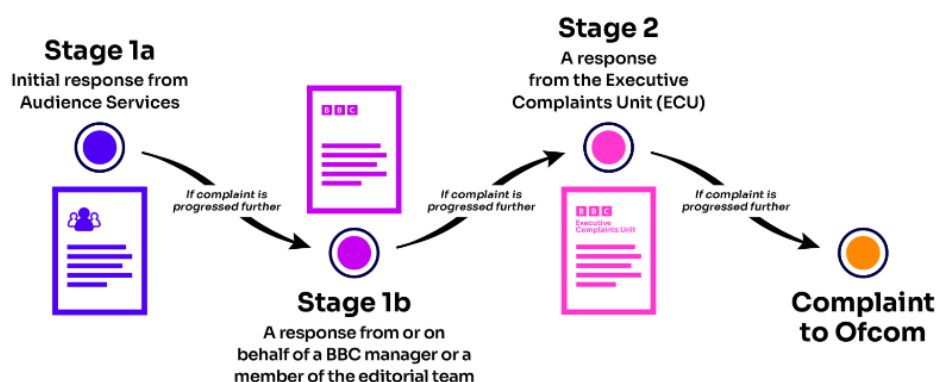 Stage 1a
Initial response from
Audience Services
If complaint is
progressed further
BBC
Stage 1b
A response from or on
behalf of a BBC manager or a
member of the editorial team
If complaint is
progressed further
Stage 2
A response
from the Executive
Complaints Unit (ECU)
BBC
Executive
Complaints Unit
If complaint is
progressed further
Complaint
to Ofcom